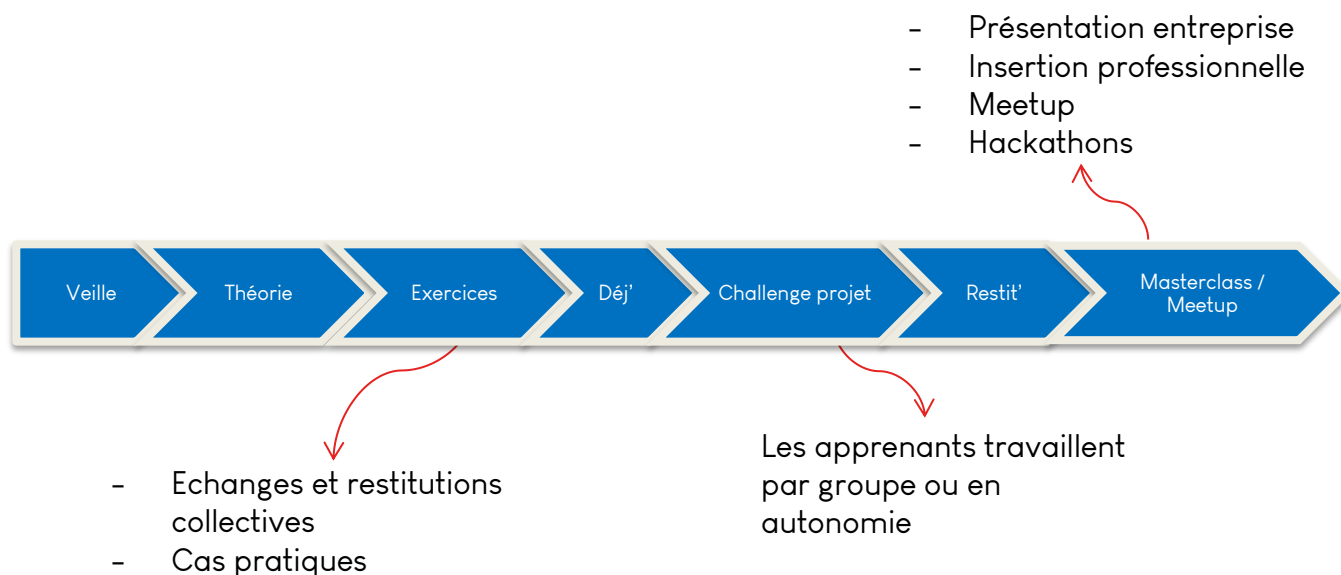 - Présentation entreprise
- Insertion professionnelle
- Meetup
- Hackathons
Veille
Théorie
Exercices
Déj'
Challenge projet
Restit'
Masterclass /
Meetup
- Echanges et restitutions
collectives
- Cas pratiques
Les apprenants travaillent
par groupe ou en
autonomie